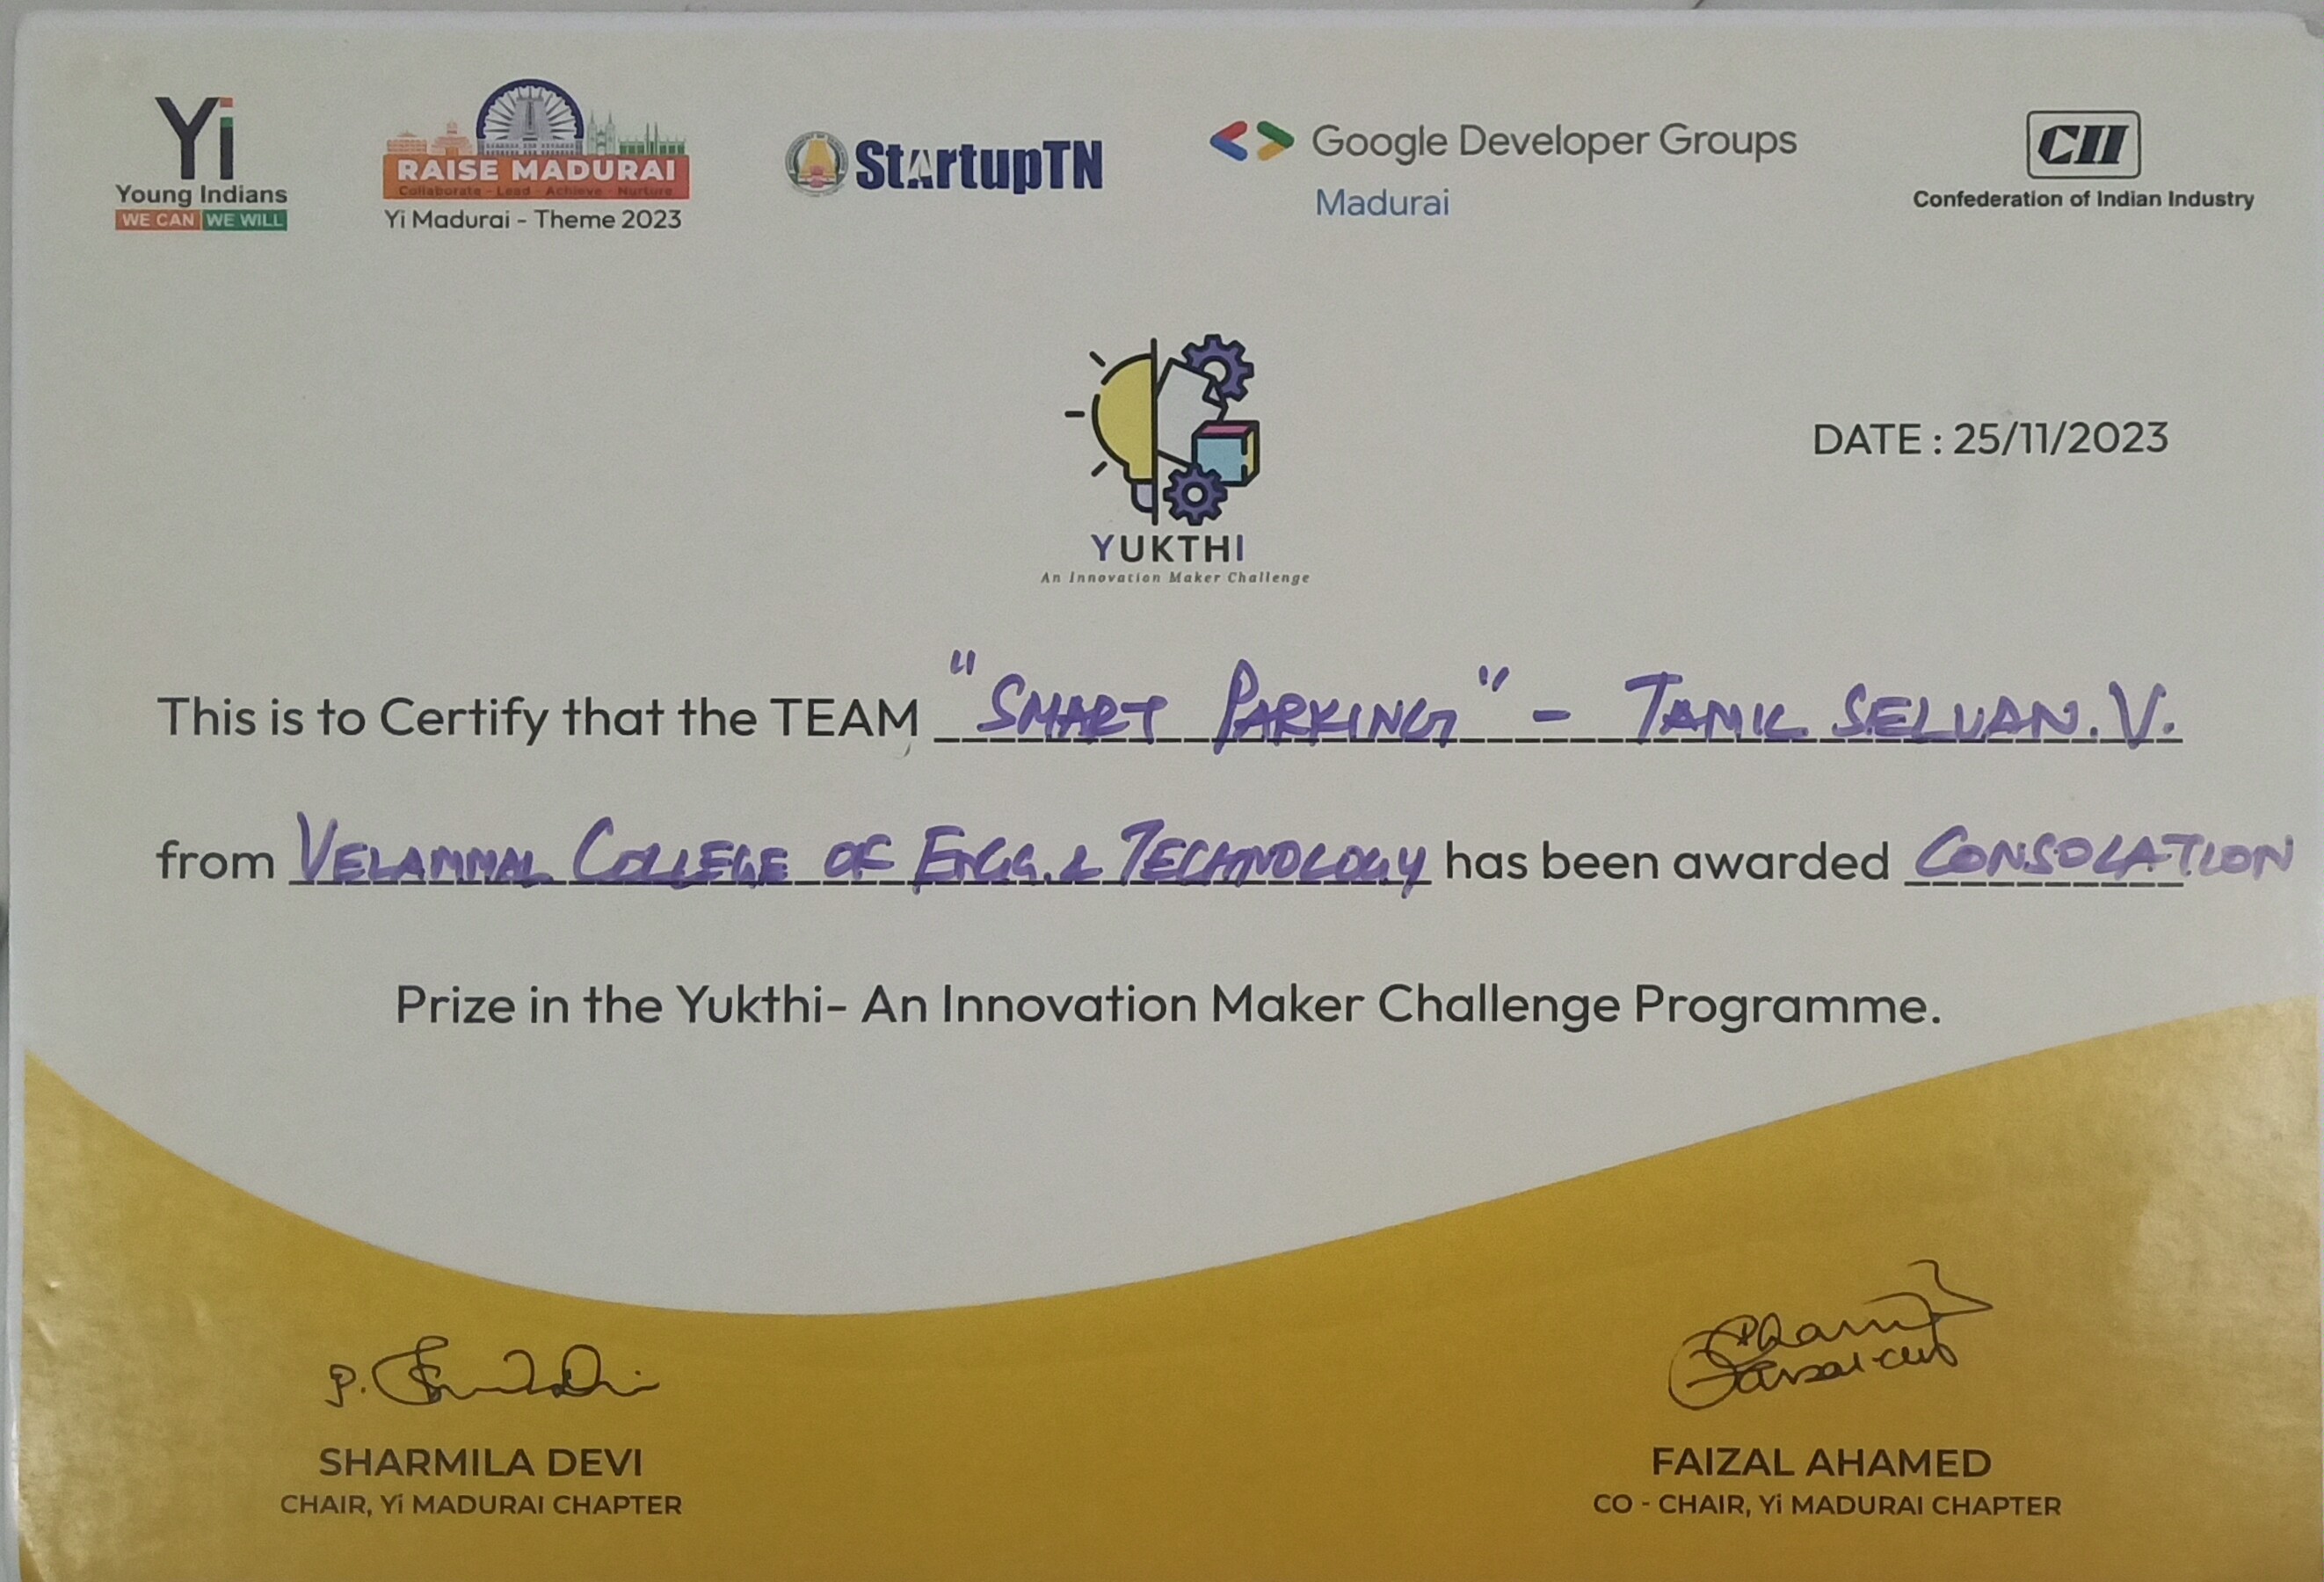 Yi
Young Indians
WE CAN WE WILL
RAISE MADURAI
Collaborate - Lead - Achieve - Nurture
Yi Madurai - Theme 2023
StartupTN
Google Developer Groups
Madurai
CII
Confederation of Indian Industry
YUKTHI
An Innovation Maker Challenge
DATE : 25/11/2023
This is to Certify that the TEAM "SMART PARKING" - TAMIL SELVAN. V.
from VELAMMAL COLLEGE OF ENGG. & TECHNOLOGY has been awarded CONSOLATION
Prize in the Yukthi- An Innovation Maker Challenge Programme.
SHARMILA DEVI
CHAIR, Yi MADURAI CHAPTER
FAIZAL AHAMED
CO - CHAIR, Yi MADURAI CHAPTER